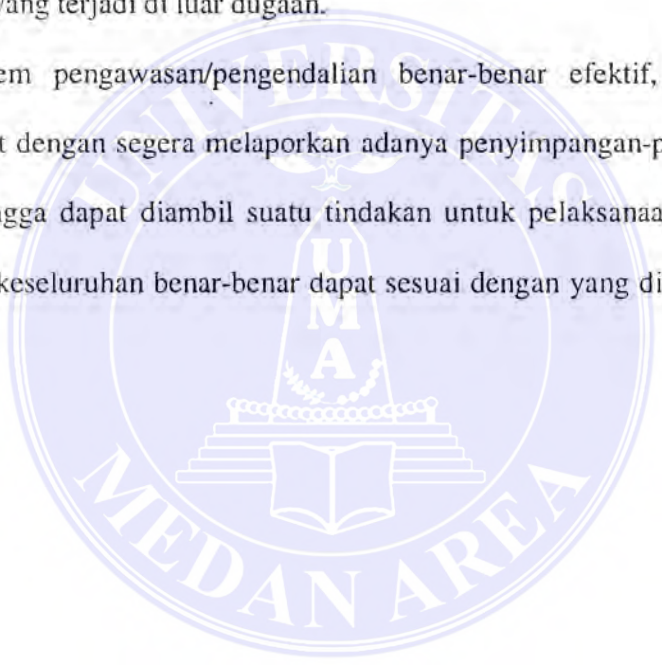 yang terjadi di luar dugaan.
em pengawasan/pengendalian benar-benar efektif,
t dengan segera melaporkan adanya penyimpangan-p
ngga dapat diambil suatu tindakan untuk pelaksanaa
keseluruhan benar-benar dapat sesuai dengan yang di
UNIVERSITAS
UMA
MEDAN AREA